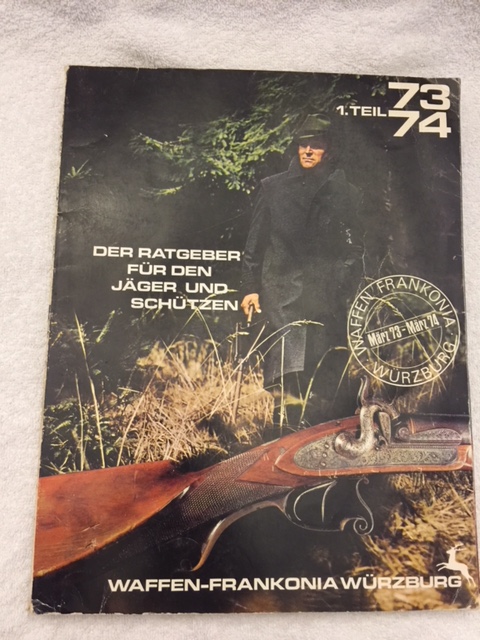 1. TEIL 73
74
DER RATGEBER
FÜR DEN
JÄGER UND
SCHÜTZEN
WAFFEN-FRANKONIA
März '73 - März '74
WÜRZBURG
WAFFEN-FRANKONIA WÜRZBURG